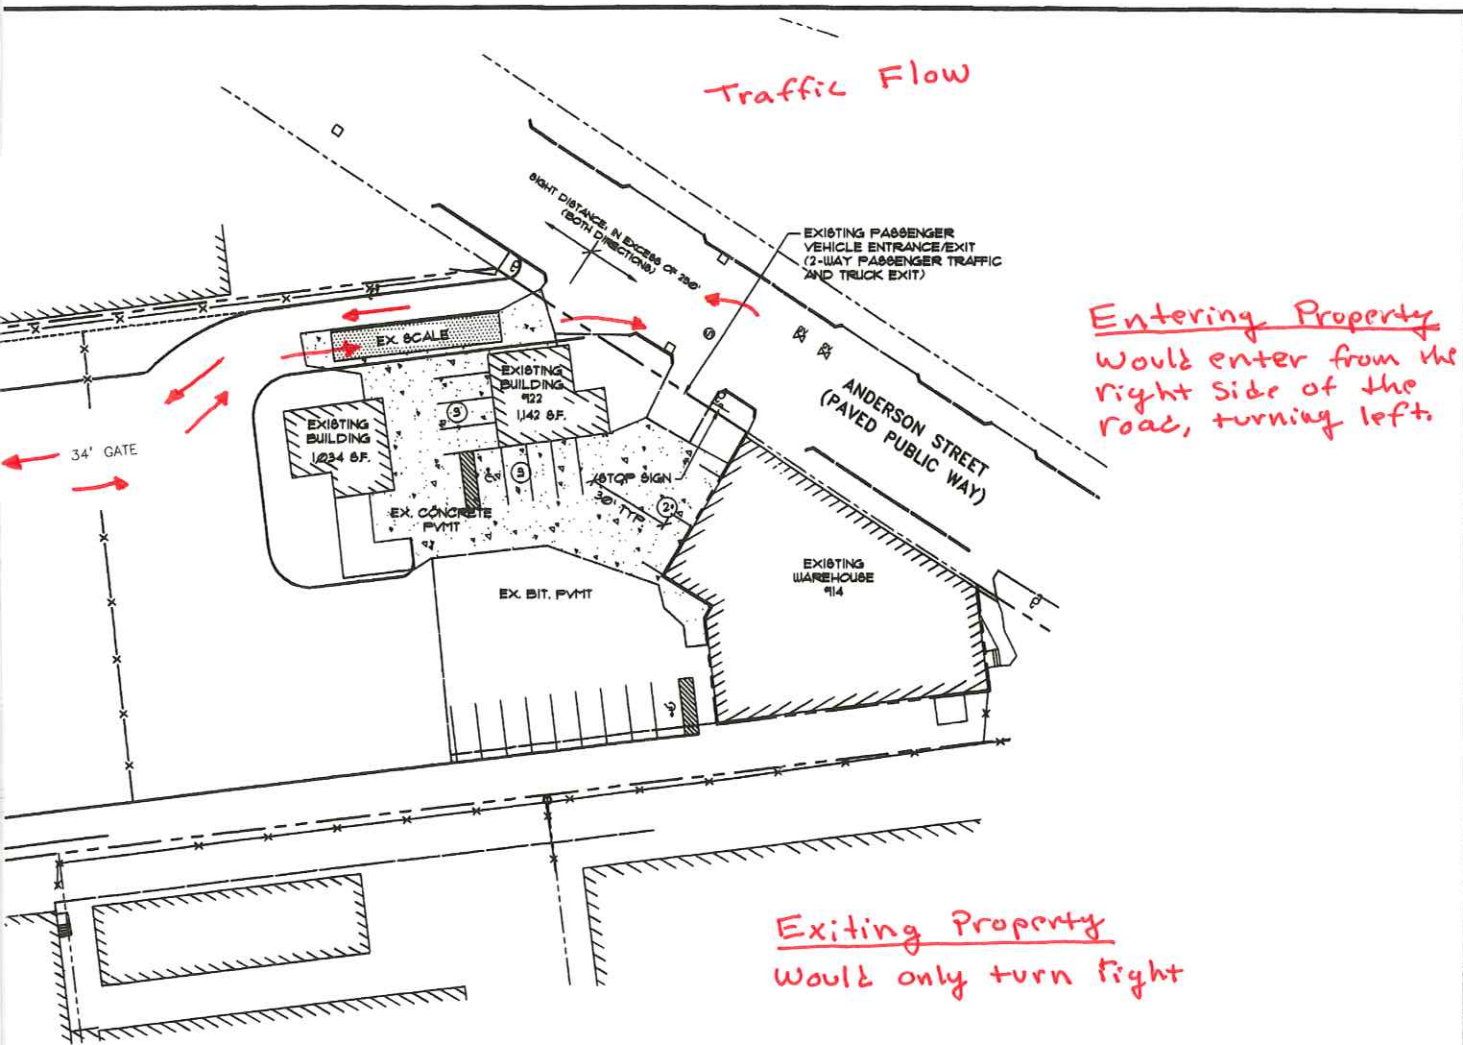 Traffic Flow
SIGHT DISTANCE, IN EXCESS OF 250'
(BOTH DIRECTIONS)
EXISTING PASSENGER
VEHICLE ENTRANCE/EXIT
(2-WAY PASSENGER TRAFFIC
AND TRUCK EXIT)
Entering Property
would enter from the
right side of the
road, turning left.
EX. SCALE
EXISTING
BUILDING
922
1,142 S.F.
ANDERSON STREET
(PAVED PUBLIC WAY)
EXISTING
BUILDING
1,034 S.F.
34' GATE
STOP SIGN
30' TYP
EX. CONCRETE
PVMT
EX. BIT. PVMT
EXISTING
WAREHOUSE
914
Exiting Property
would only turn right